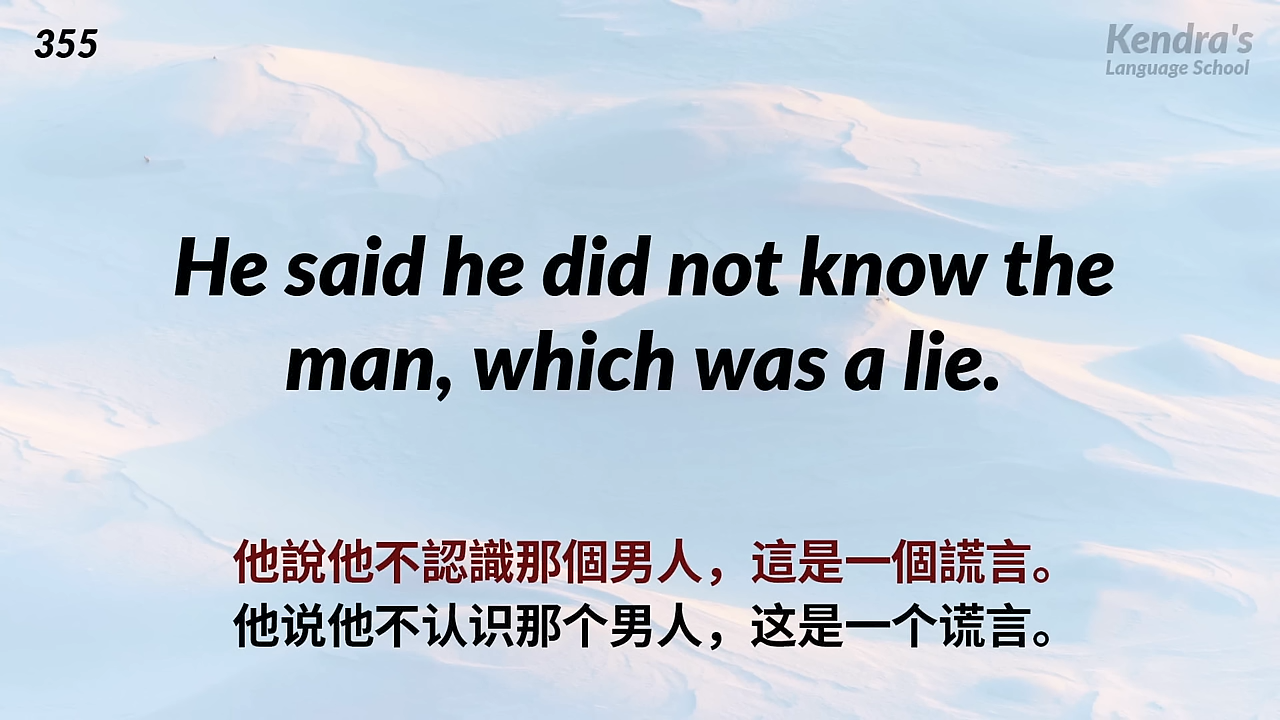 355
Kendra's
Language School
He said he did not know the
man, which was a lie.
他說他不認識那個男人，這是一個謊言。
他说他不认识那个男人，这是一个谎言。